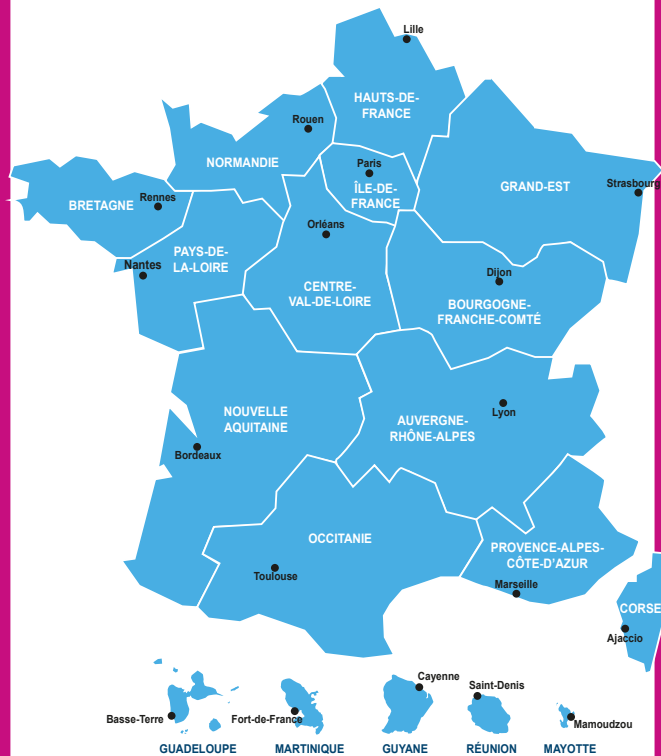 Lille
HAUTS-DE-
FRANCE
Rouen
NORMANDIE
Paris
ÎLE-DE-
FRANCE
GRAND-EST
Strasbourg
BRETAGNE
Rennes
PAYS-DE-
LA-LOIRE
Nantes
Orléans
CENTRE-
VAL-DE-LOIRE
Dijon
BOURGOGNE-
FRANCHE-COMTÉ
NOUVELLE
AQUITAINE
Bordeaux
AUVERGNE-
RHÔNE-ALPES
Lyon
OCCITANIE
Toulouse
PROVENCE-ALPES-
CÔTE-D'AZUR
Marseille
CORSE
Ajaccio
Basse-Terre
GUADELOUPE
Fort-de-France
MARTINIQUE
Cayenne
GUYANE
Saint-Denis
RÉUNION
Mamoudzou
MAYOTTE